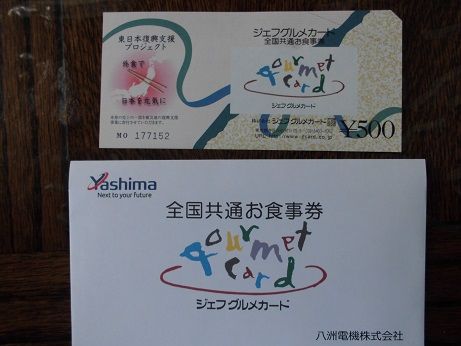 東日本復興支援
プロジェクト
外食で
日本を元気に
MO 177152
ジェフグルメカード
全国共通お食事券
gourmet
card
ジェフグルメカード
¥500
Yashima
Next to your future
全国共通お食事券
gourmet
card
ジェフグルメカード
八洲電機株式会社